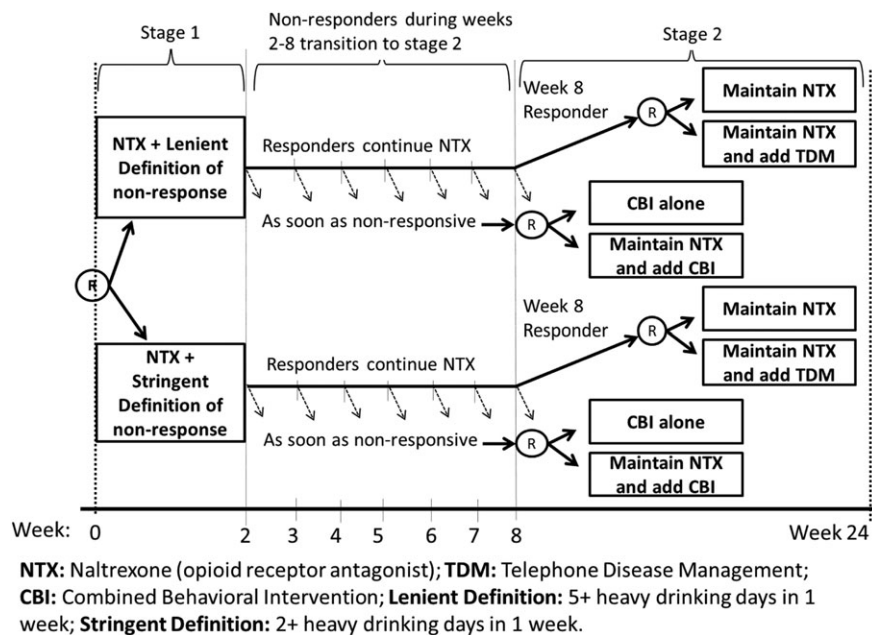 Stage 1
Non-responders during weeks
2-8 transition to stage 2
Stage 2
NTX + Lenient
Definition of
non-response
Responders continue NTX
As soon as non-responsive
Week 8
Responder
R
Maintain NTX
Maintain NTX
and add TDM
R
CBI alone
Maintain NTX
and add CBI
R
NTX +
Stringent
Definition of
non-response
Responders continue NTX
As soon as non-responsive
Week 8
Responder
R
Maintain NTX
Maintain NTX
and add TDM
R
CBI alone
Maintain NTX
and add CBI
Week: 0 2 3 4 5 6 7 8 Week 24
NTX: Naltrexone (opioid receptor antagonist); TDM: Telephone Disease Management;
CBI: Combined Behavioral Intervention; Lenient Definition: 5+ heavy drinking days in 1
week; Stringent Definition: 2+ heavy drinking days in 1 week.